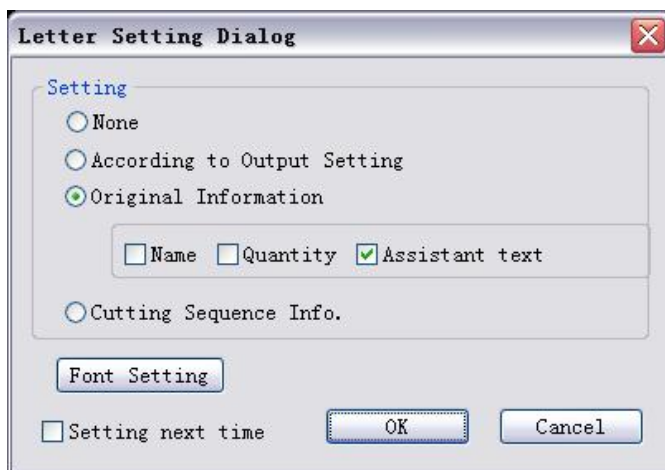 Letter Setting Dialog
Setting
None
According to Output Setting
Original Information
Name Quantity Assistant text
Cutting Sequence Info.
Font Setting
Setting next time OK Cancel